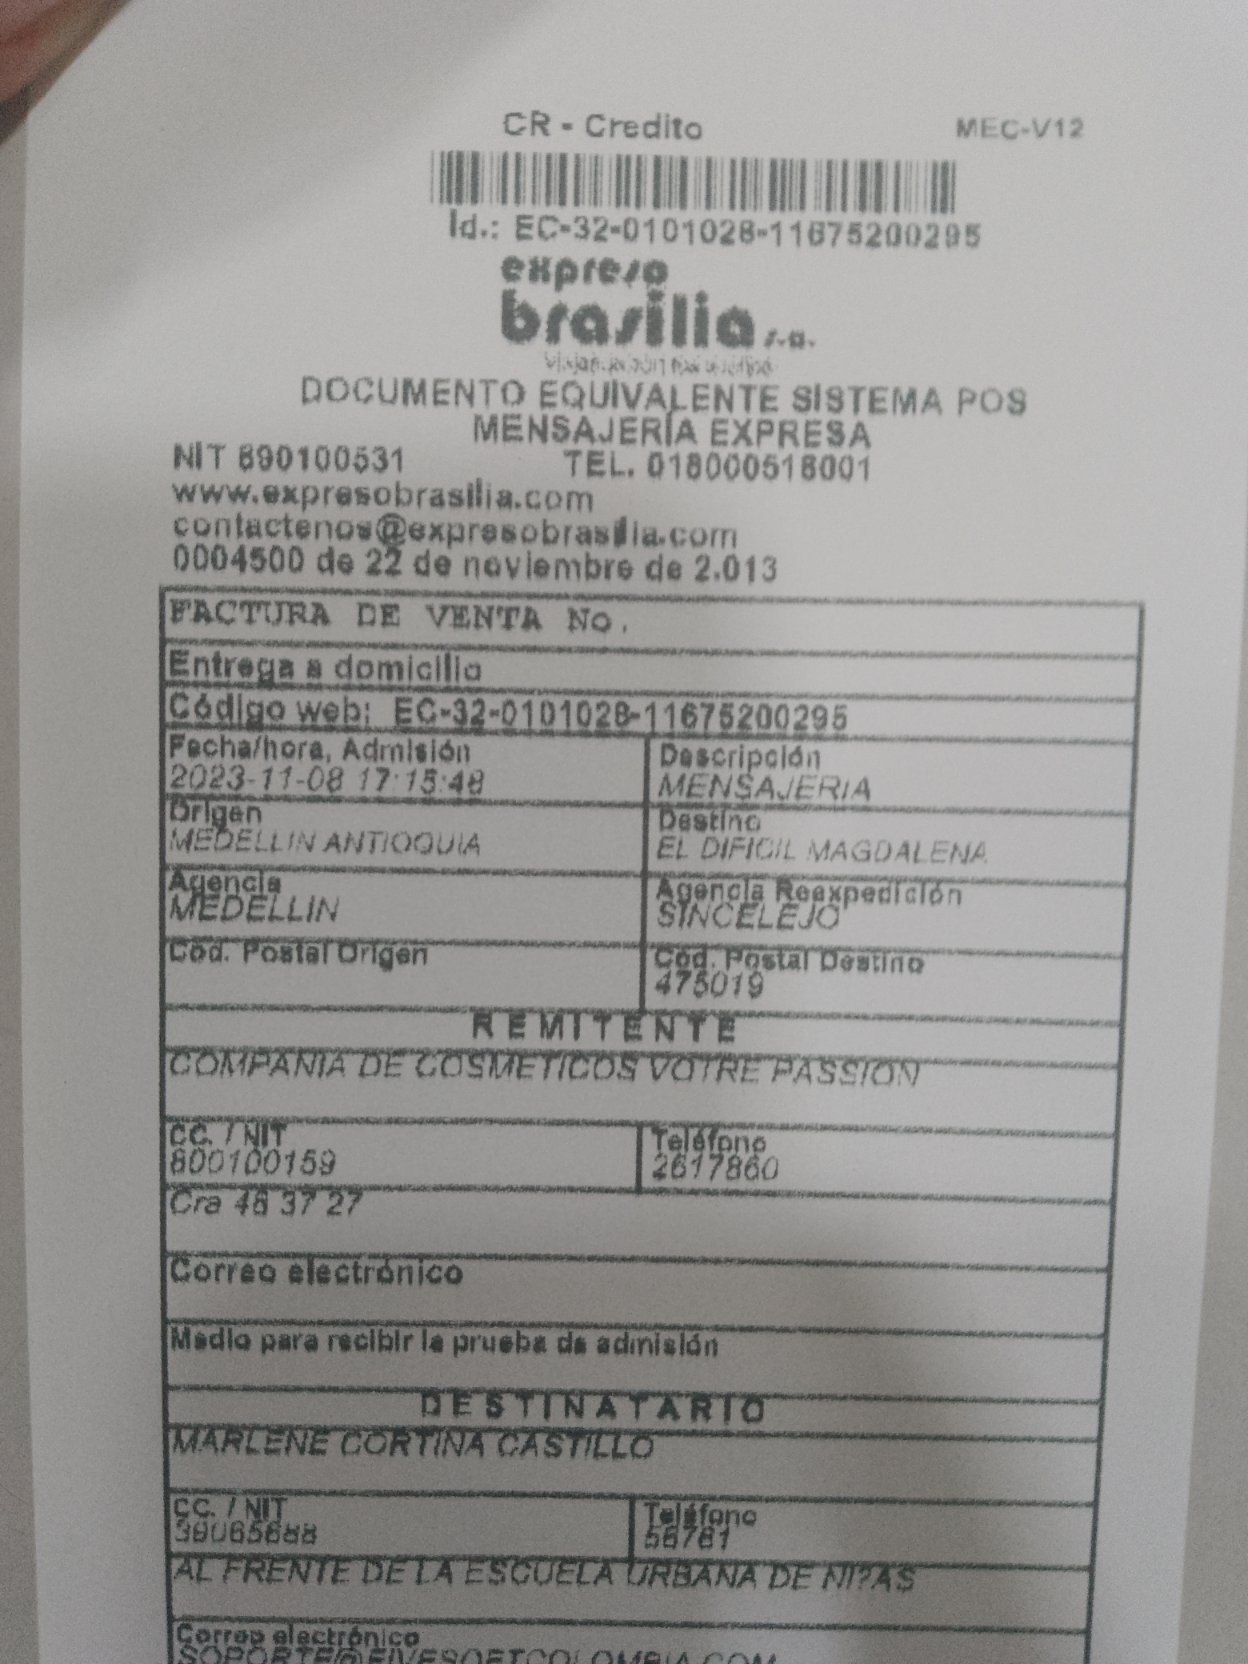 CR - Credito MEC-V12
Id.: EC-32-0101028-11675200295
expreso
brasilia s.a.
DOCUMENTO EQUIVALENTE SISTEMA POS
MENSAJERÍA EXPRESA
NIT 890100531 TEL. 018000518001
www.expresobrasilia.com
contactenos@expresobrasilia.com
0004500 de 22 de noviembre de 2.013
FACTURA DE VENTA No.
Entrega a domicilio
Código web: EC-32-0101028-11675200295
Fecha/hora, Admisión Descripción
2023-11-08 17:15:48 MENSAJERIA
Origen Destino
MEDELLIN ANTIOQUIA EL DIFICIL MAGDALENA
Agencia Agencia Reexpedición
MEDELLIN SINCELEJO
Cód. Postal Origen Cód. Postal Destino
475019
REMITENTE
COMPANIA DE COSMETICOS VOTRE PASSION
CC. / NIT Teléfono
800100159 2617860
Cra 48 37 27
Correo electrónico
Medio para recibir la prueba de admisión
DESTINATARIO
MARLENE CORTINA CASTILLO
CC. / NIT Teléfono
39065688 56781
AL FRENTE DE LA ESCUELA URBANA DE NI?AS
Correo electrónico